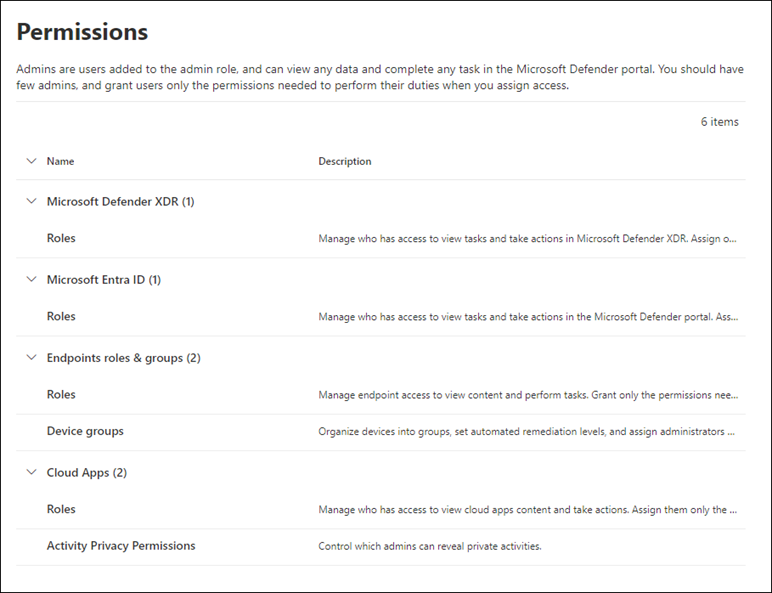 Permissions
Admins are users added to the admin role, and can view any data and complete any task in the Microsoft Defender portal. You should have
few admins, and grant users only the permissions needed to perform their duties when you assign access.
6 items
Name Description
Microsoft Defender XDR (1)
Roles Manage who has access to view tasks and take actions in Microsoft Defender XDR. Assign o...
Microsoft Entra ID (1)
Roles Manage who has access to view tasks and take actions in the Microsoft Defender portal. Ass...
Endpoints roles & groups (2)
Roles Manage endpoint access to view content and perform tasks. Grant only the permissions nee...
Device groups Organize devices into groups, set automated remediation levels, and assign administrators ...
Cloud Apps (2)
Roles Manage who has access to view cloud apps content and take actions. Assign them only the ...
Activity Privacy Permissions Control which admins can reveal private activities.